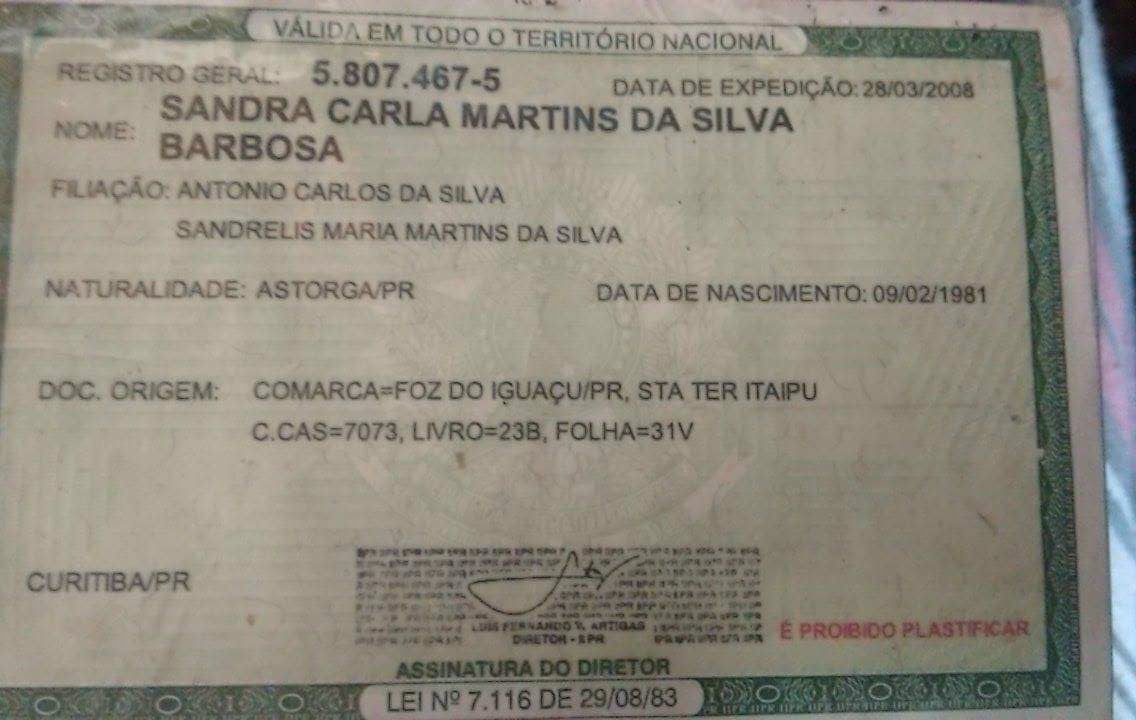 VÁLIDA EM TODO O TERRITÓRIO NACIONAL
REGISTRO GERAL: 5.807.467-5 DATA DE EXPEDIÇÃO: 28/03/2008
NOME: SANDRA CARLA MARTINS DA SILVA
BARBOSA
FILIAÇÃO: ANTONIO CARLOS DA SILVA
SANDRELIS MARIA MARTINS DA SILVA
NATURALIDADE: ASTORGA/PR DATA DE NASCIMENTO: 09/02/1981
DOC. ORIGEM: COMARCA=FOZ DO IGUAÇU/PR, STA TER ITAIPU
C.CAS=7073, LIVRO=23B, FOLHA=31V
CURITIBA/PR
LUIS FERNANDO V. ARTIGAS
DIRETOR - SPR
É PROIBIDO PLASTIFICAR
ASSINATURA DO DIRETOR
LEI Nº 7.116 DE 29/08/83